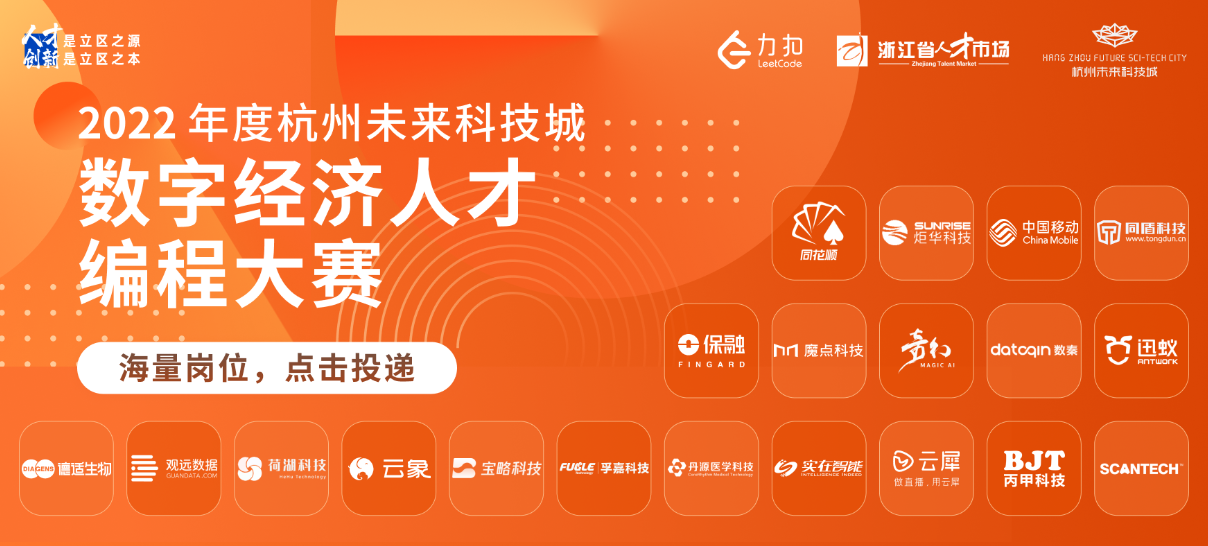 人才 是立区之源
创新 是立区之本
力扣
LeetCode
浙江省人才市场
Zhejiang Talent Market
HANG ZHOU FUTURE SCI-TECH CITY
杭州未来科技城
2022 年度杭州未来科技城
数字经济人才
编程大赛
海量岗位，点击投递
同花顺
SUNRISE
炬华科技
中国移动
China Mobile
同盾科技
www.tongdun.cn
保融
FINGARD
魔点科技
奇幻
MAGIC AI
dataqin 数秦
迅蚁
ANTWORK
DIAGENS 德适生物
观远数据
GUANDATA.COM
荷湖科技
Hehu Technology
云象
宝略科技
FUGLE 孚嘉科技
丹源医学科技
实在智能
INTELLIGENCE INDEED
云犀
做直播，用云犀
BJT
丙甲科技
SCANTECH